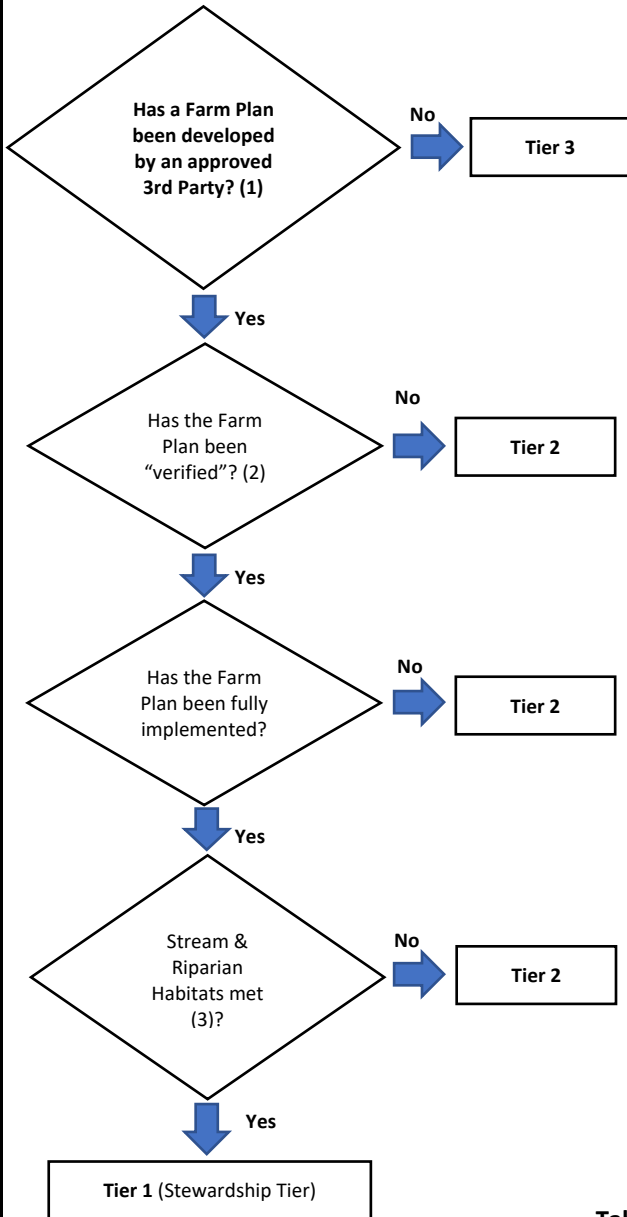 Has a Farm Plan
been developed
by an approved
3rd Party? (1)
No
Tier 3
Yes
Has the Farm
Plan been
“verified”? (2)
No
Tier 2
Yes
Has the Farm
Plan been fully
implemented?
No
Tier 2
Yes
Stream &
Riparian
Habitats met
(3)?
No
Tier 2
Yes
Tier 1 (Stewardship Tier)